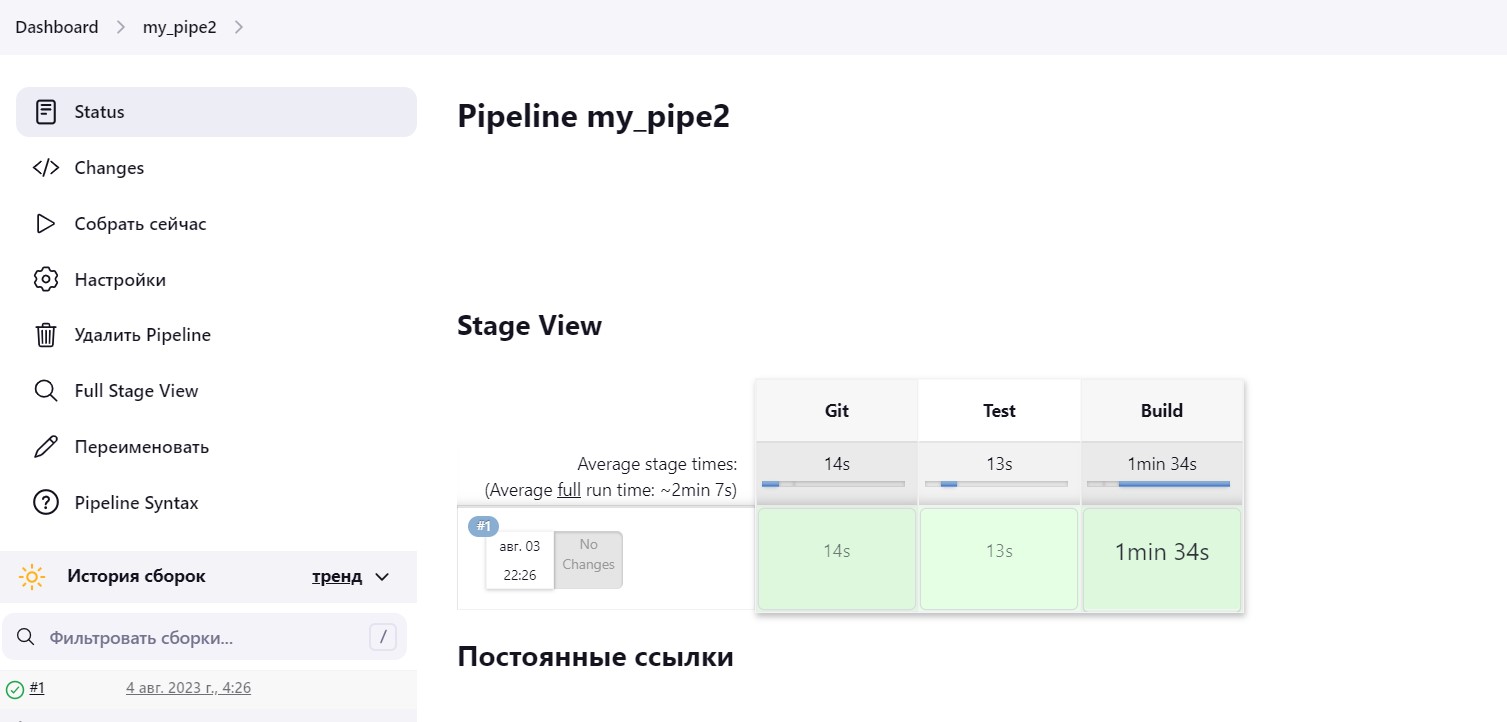 Dashboard
my_pipe2
Status
Changes
Собрать сейчас
Настройки
Удалить Pipeline
Full Stage View
Переименовать
Pipeline Syntax
История сборок
тренд
Фильтровать сборки...
/
#1
4 авг. 2023 г., 4:26
Pipeline my_pipe2
Stage View
Git
Test
Build
Average stage times:
(Average full run time: ~2min 7s)
14s
13s
1min 34s
#1
авг. 03
22:26
No
Changes
14s
13s
1min 34s
Постоянные ссылки